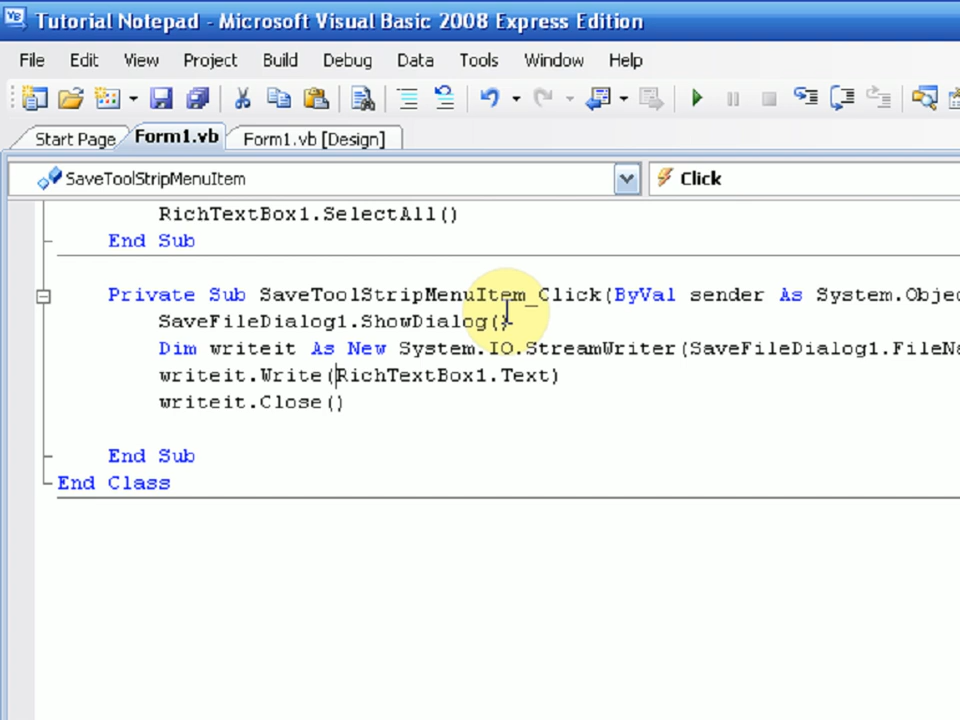 Tutorial Notepad - Microsoft Visual Basic 2008 Express Edition
File Edit View Project Build Debug Data Tools Window Help
Start Page Form1.vb Form1.vb [Design]
SaveToolStripMenuItem Click
RichTextBox1.SelectAll()
End Sub
Private Sub SaveToolStripMenuItem_Click(ByVal sender As System.Objec
SaveFileDialog1.ShowDialog()
Dim writeit As New System.IO.StreamWriter(SaveFileDialog1.FileNa
writeit.Write(RichTextBox1.Text)
writeit.Close()
End Sub
End Class